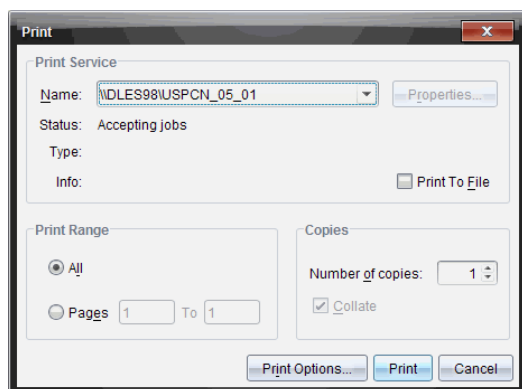 Print
Print Service
Name: \\DLES98\USPCN_05_01 Properties...
Status: Accepting jobs
Type:
Info: Print To File
Print Range
Copies
All
Number of copies: 1
Pages 1 To 1
Collate
Print Options... Print Cancel